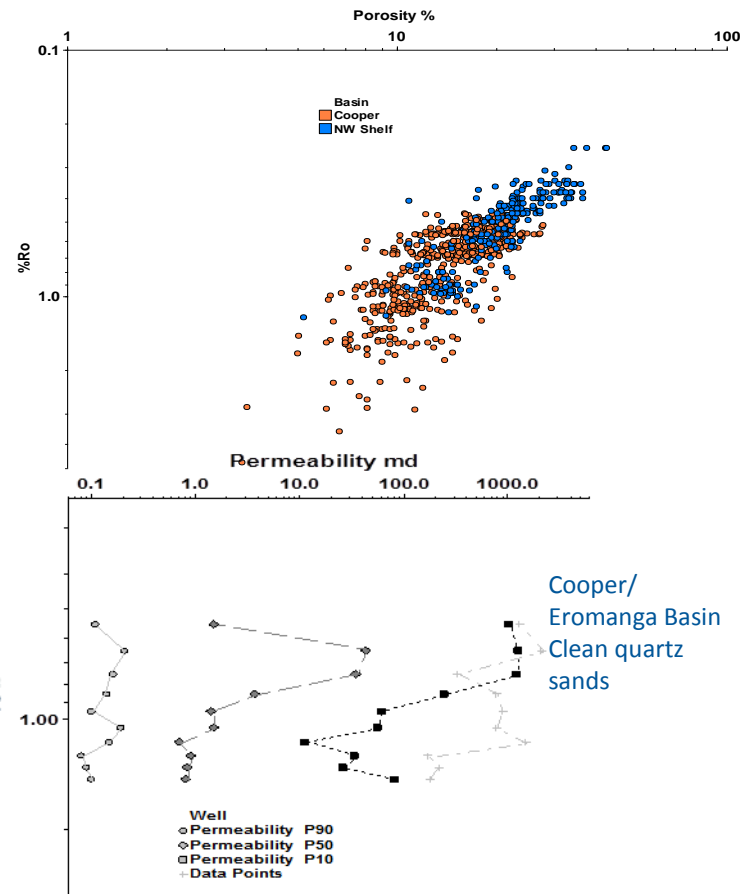 Porosity %
1 10 100
0.1
Basin
Cooper
NW Shelf
%Ro
1.0
Permeability md
0.1 1.0 10.0 100.0 1000.0
Cooper/
Eromanga Basin
Clean quartz
sands
1.00
Well
Permeability P90
Permeability P50
Permeability P10
Data Points